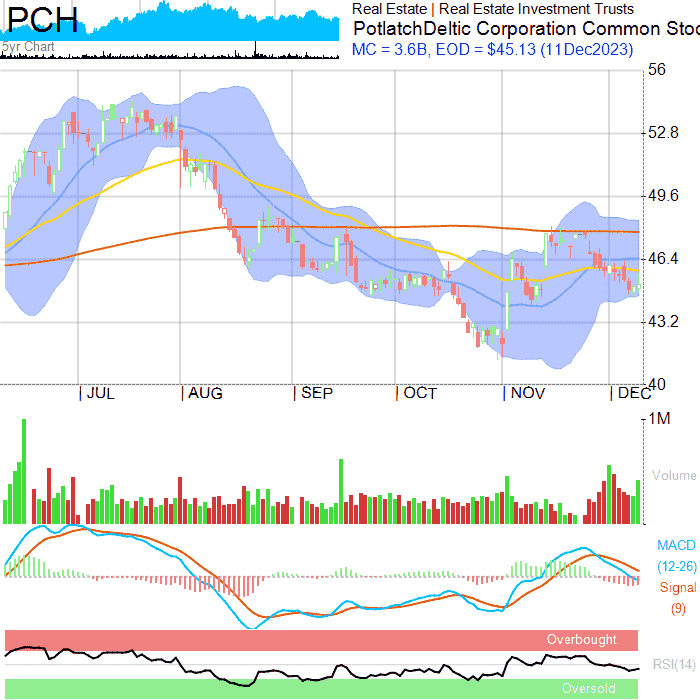 PCH
5yr Chart
Real Estate | Real Estate Investment Trusts
PotlatchDeltic Corporation Common Stoc
MC = 3.6B, EOD = $45.13 (11Dec2023)
56
52.8
49.6
46.4
43.2
40
| JUL
| AUG
| SEP
| OCT
| NOV
| DEC
1M
Volume
MACD
(12-26)
Signal
(9)
Overbought
RSI(14)
Oversold